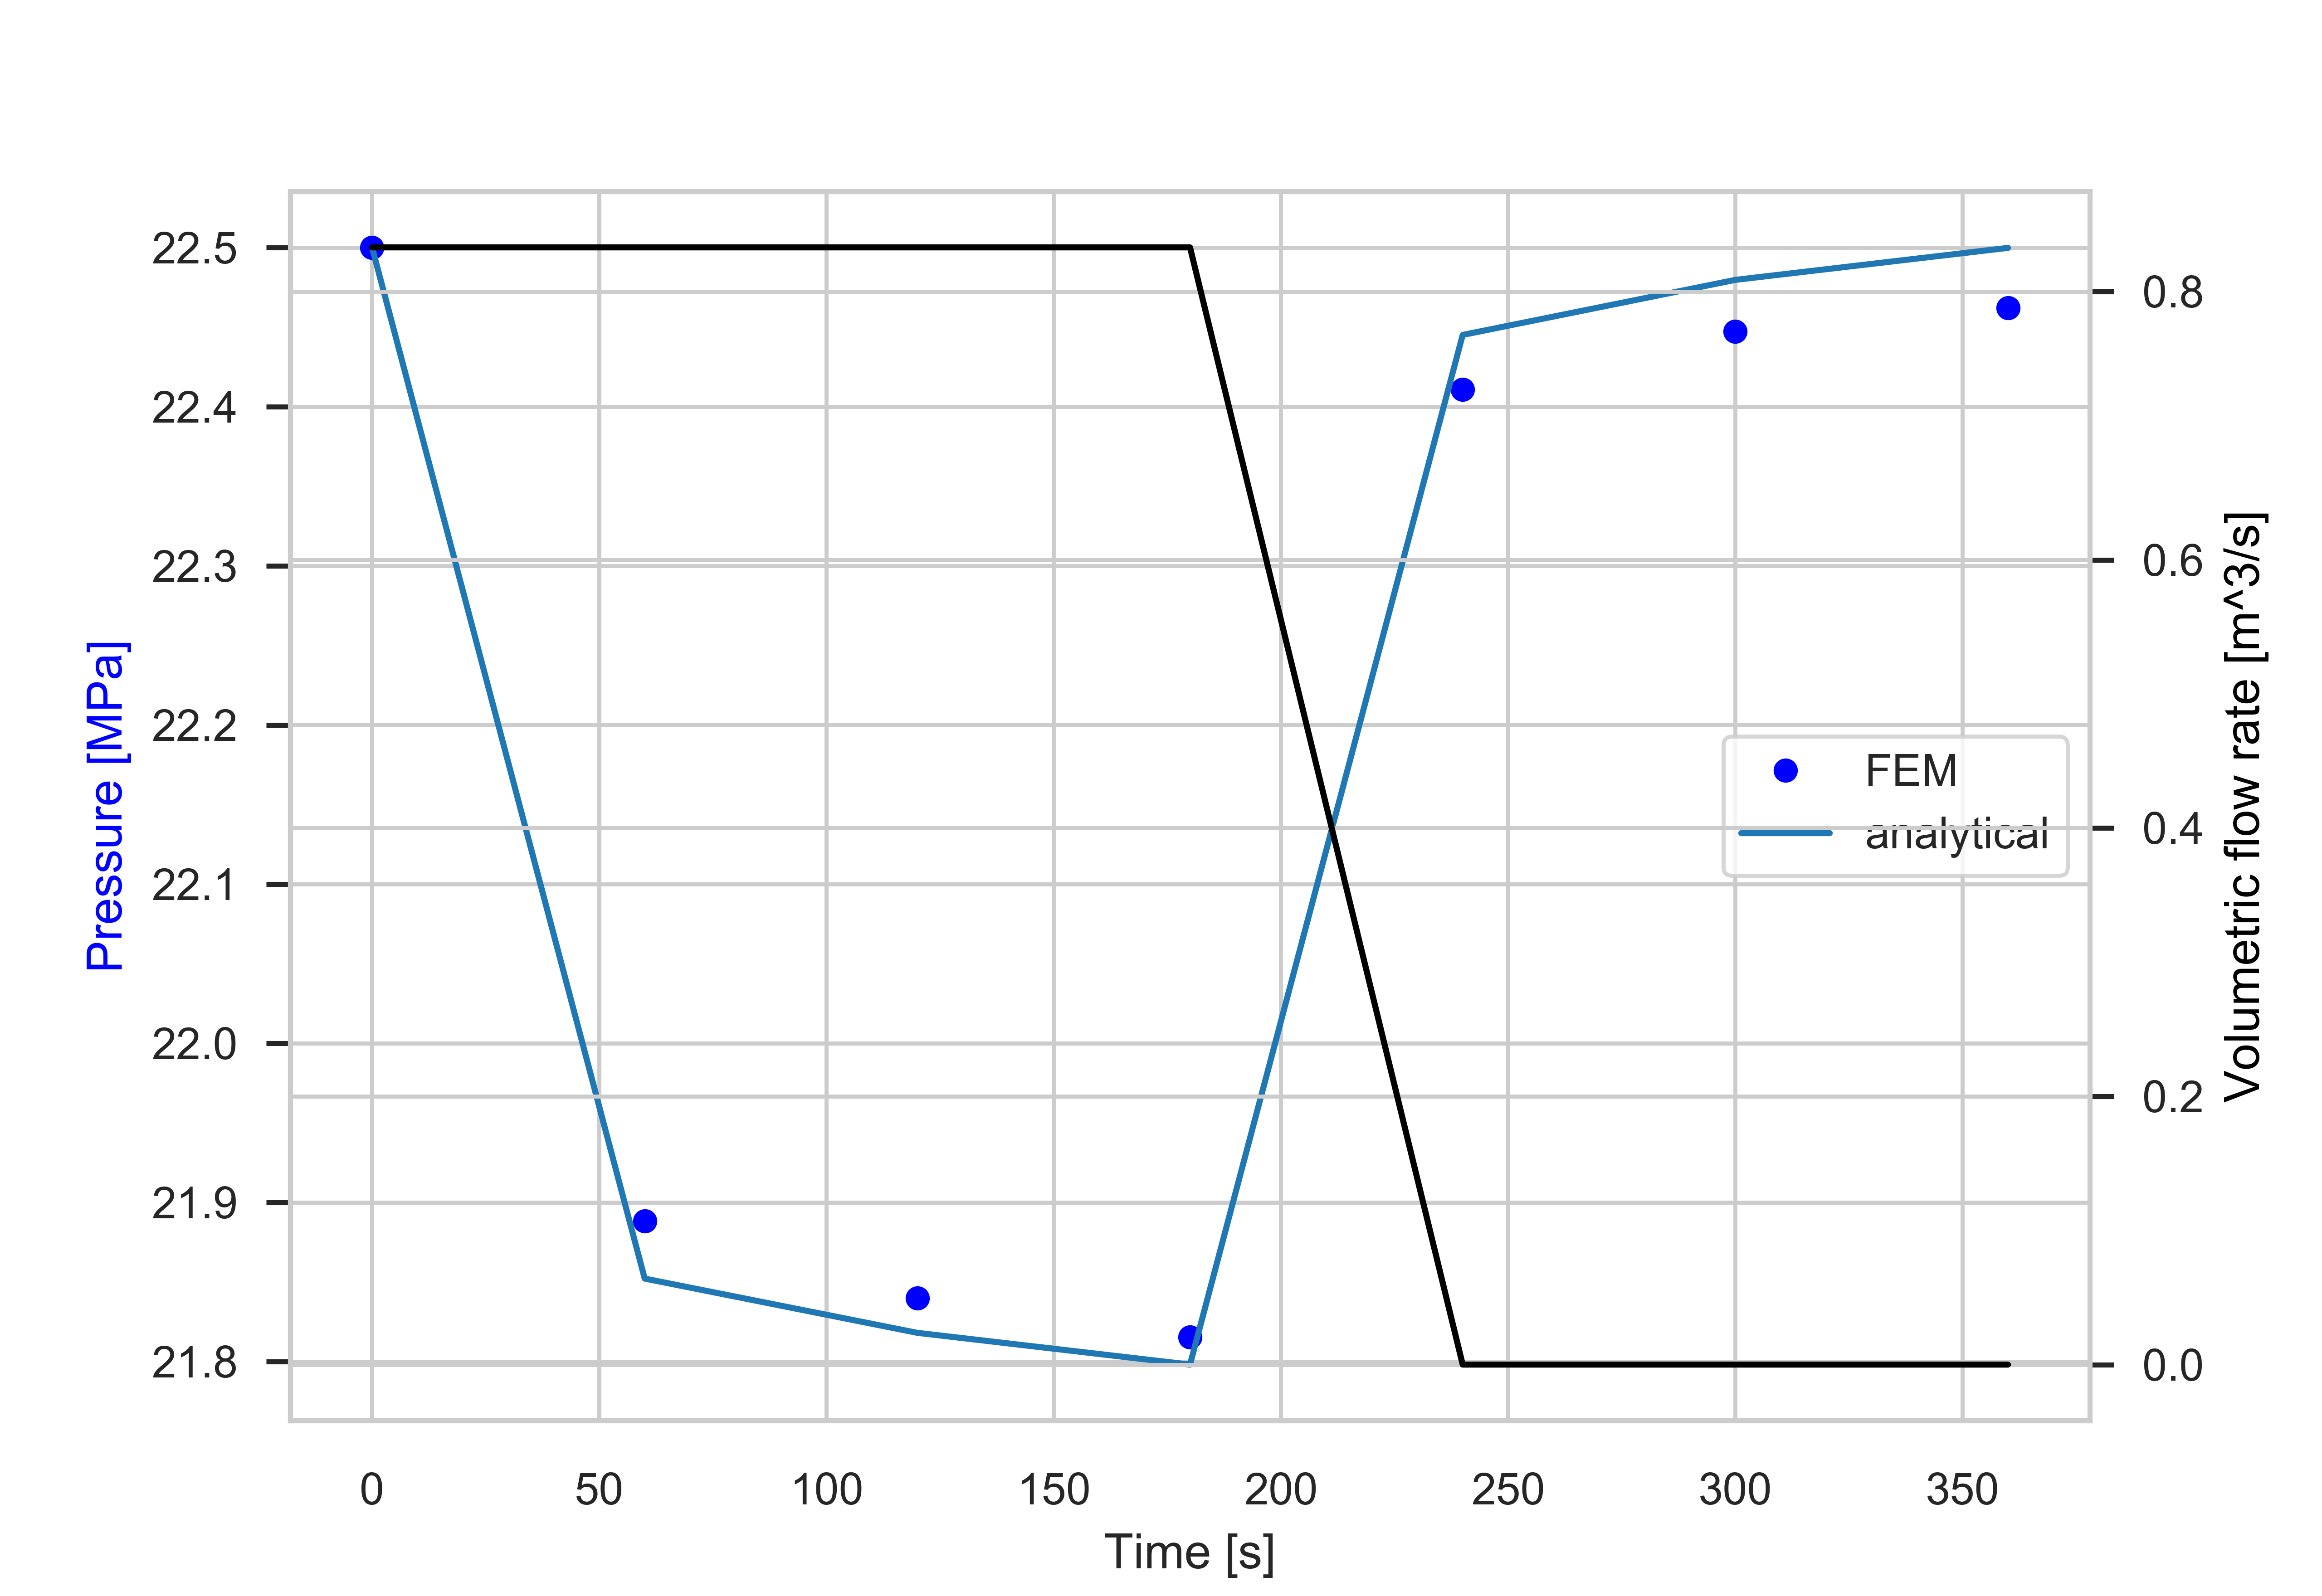 22.5
22.4
22.3
22.2
22.1
22.0
21.9
21.8
Pressure [MPa]
0.8
0.6
0.4
0.2
0.0
Volumetric flow rate [m^3/s]
FEM
analytical
0 50 100 150 200 250 300 350
Time [s]